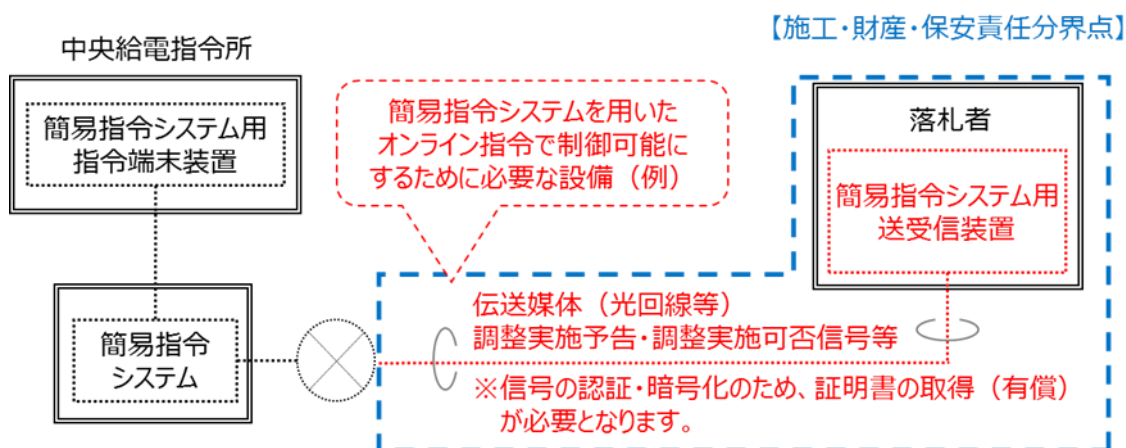 【施工・財産・保安責任分界点】
中央給電指令所
簡易指令システム用
指令端末装置
簡易指令システムを用いた
オンライン指令で制御可能に
するために必要な設備（例）
落札者
簡易指令システム用
送受信装置
簡易指令
システム
伝送媒体（光回線等）
調整実施予告・調整実施可否信号等
※信号の認証・暗号化のため、証明書の取得（有償）
が必要となります。